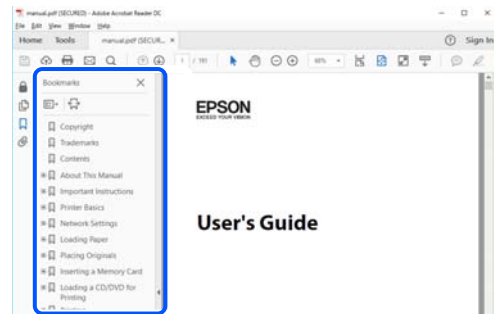 manual.pdf (SECURED) - Adobe Acrobat Reader DC
File Edit View Window Help
Home Tools manual.pdf (SECUR... ×
Sign In
1 / 191
Bookmarks
Copyright
Trademarks
Contents
About This Manual
Important Instructions
Printer Basics
Network Settings
Loading Paper
Placing Originals
Inserting a Memory Card
Loading a CD/DVD for
Printing
EPSON
EXCEED YOUR VISION
User's Guide